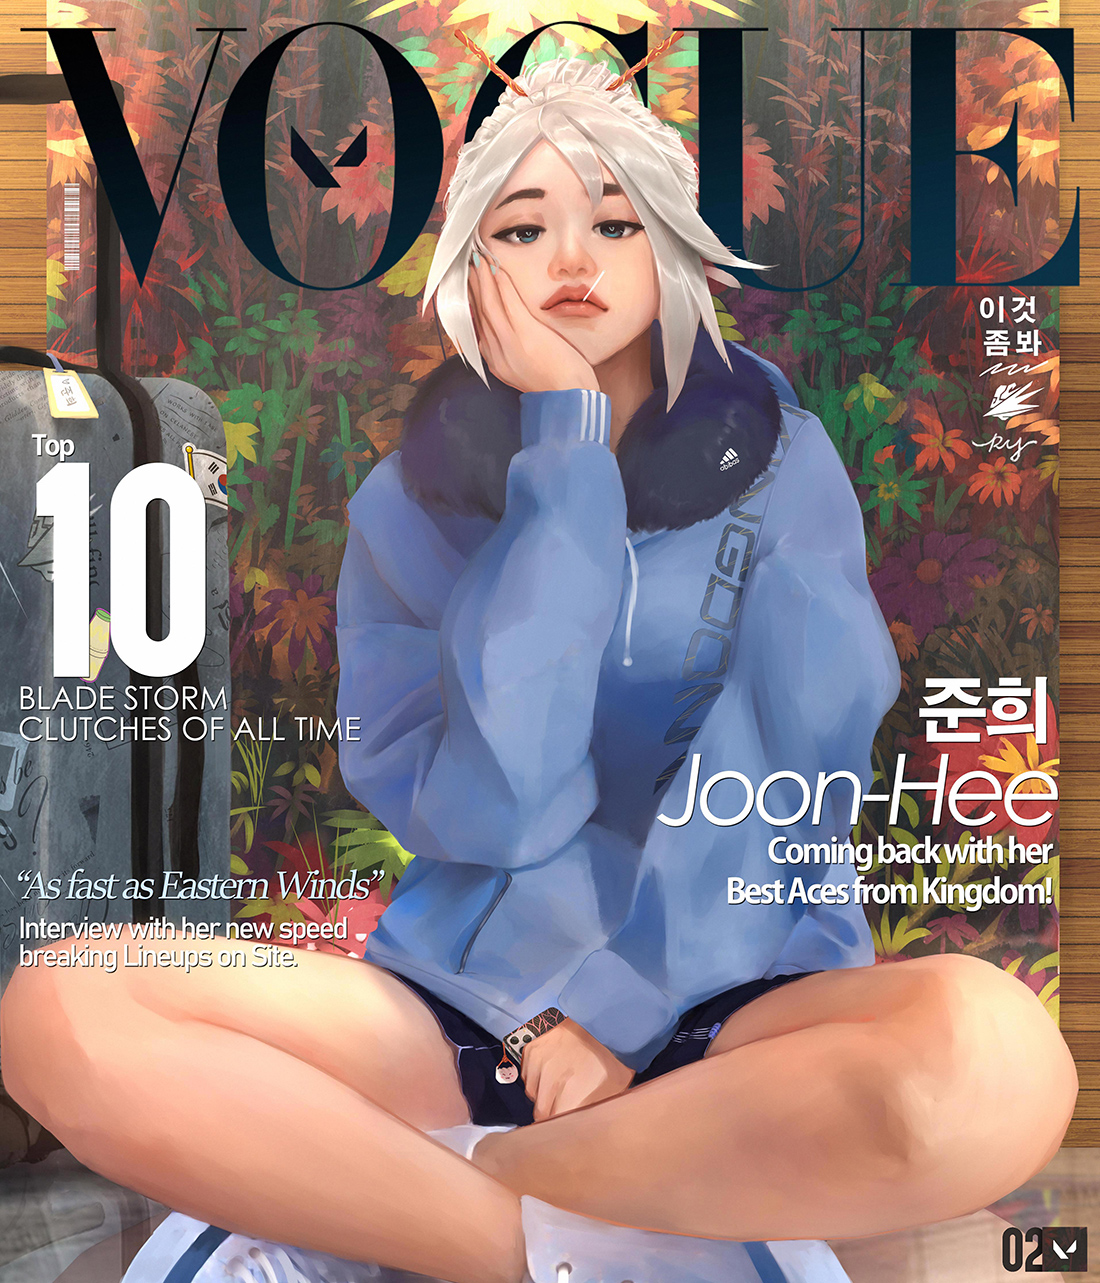 VOGUE
이것
좀봐
Ry
Top
10
BLADE STORM
CLUTCHES OF ALL TIME
adidas
준희
Joon-Hee
Coming back with her
Best Aces from Kingdom!
"As fast as Eastern Winds"
Interview with her new speed
breaking Lineups on Site.
02